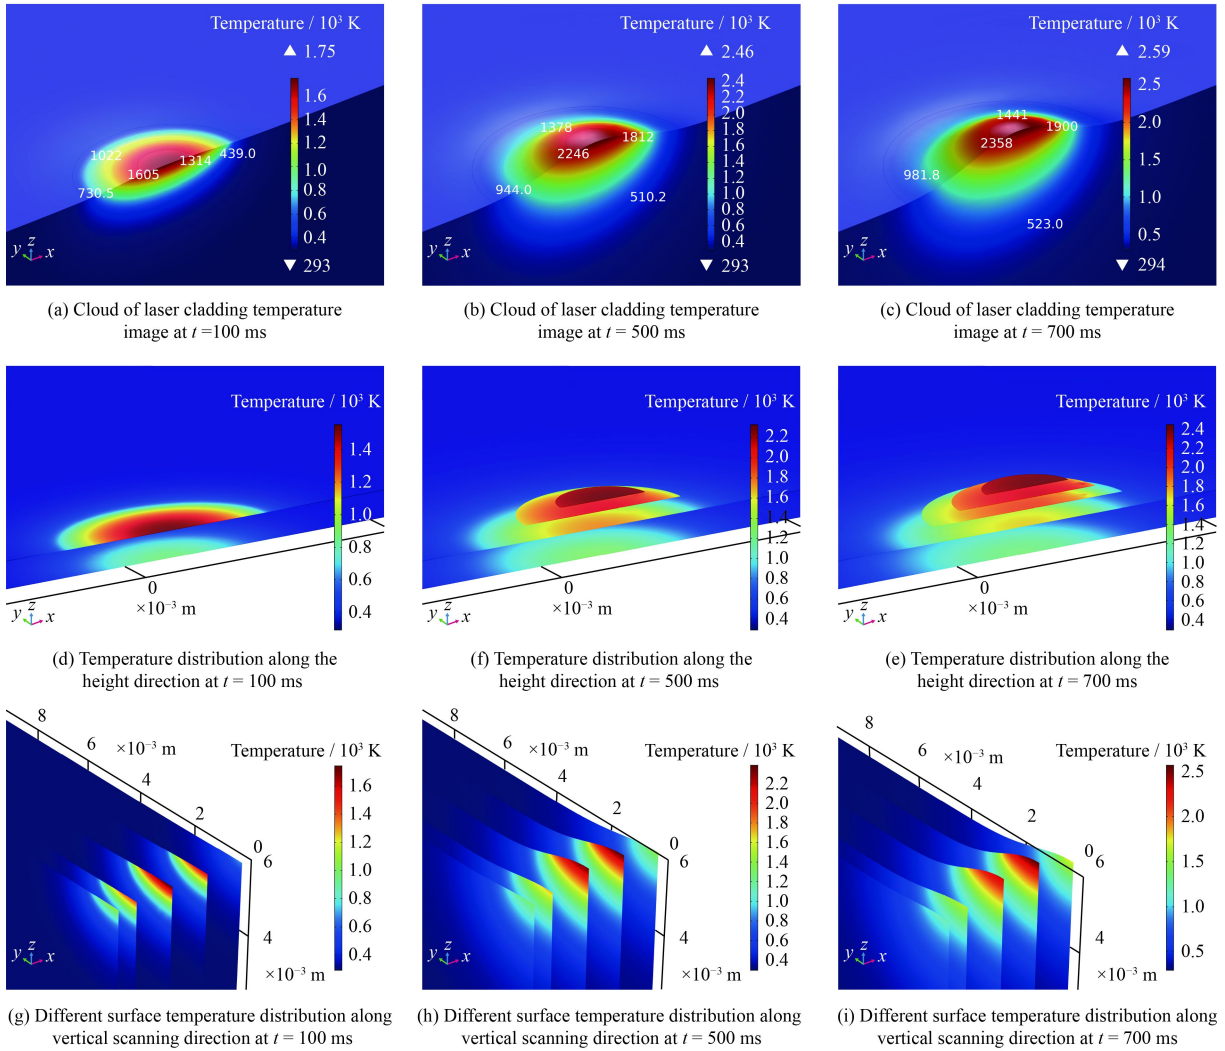 Temperature / 10³ K
▲ 1.75
1.6
1.4
1.2
1.0
0.8
0.6
0.4
▼ 293
1022
1314
439.0
1605
730.5
y z x
(a) Cloud of laser cladding temperature
image at t =100 ms
Temperature / 10³ K
▲ 2.46
2.4
2.2
2.0
1.8
1.6
1.4
1.2
1.0
0.8
0.6
0.4
▼ 293
1378
1812
2246
944.0
510.2
y z x
(b) Cloud of laser cladding temperature
image at t = 500 ms
Temperature / 10³ K
▲ 2.59
2.5
2.0
1.5
1.0
0.5
▼ 294
1441
1900
2358
981.8
523.0
y z x
(c) Cloud of laser cladding temperature
image at t = 700 ms
Temperature / 10³ K
1.4
1.2
1.0
0.8
0.6
0.4
0
×10⁻³ m
y z x
(d) Temperature distribution along the
height direction at t = 100 ms
Temperature / 10³ K
2.2
2.0
1.8
1.6
1.4
1.2
1.0
0.8
0.6
0.4
0
×10⁻³ m
y z x
(f) Temperature distribution along the
height direction at t = 500 ms
Temperature / 10³ K
2.4
2.2
2.0
1.8
1.6
1.4
1.2
1.0
0.8
0.6
0.4
0
×10⁻³ m
y z x
(e) Temperature distribution along the
height direction at t = 700 ms
8
6
×10⁻³ m
4
2
0
6
4
×10⁻³ m
Temperature / 10³ K
1.6
1.4
1.2
1.0
0.8
0.6
0.4
y z x
(g) Different surface temperature distribution along
vertical scanning direction at t = 100 ms
8
6
×10⁻³ m
4
2
0
6
4
×10⁻³ m
Temperature / 10³ K
2.2
2.0
1.8
1.6
1.4
1.2
1.0
0.8
0.6
0.4
y z x
(h) Different surface temperature distribution along
vertical scanning direction at t = 500 ms
8
6
×10⁻³ m
4
2
0
6
4
×10⁻³ m
Temperature / 10³ K
2.5
2.0
1.5
1.0
0.5
y z x
(i) Different surface temperature distribution along
vertical scanning direction at t = 700 ms